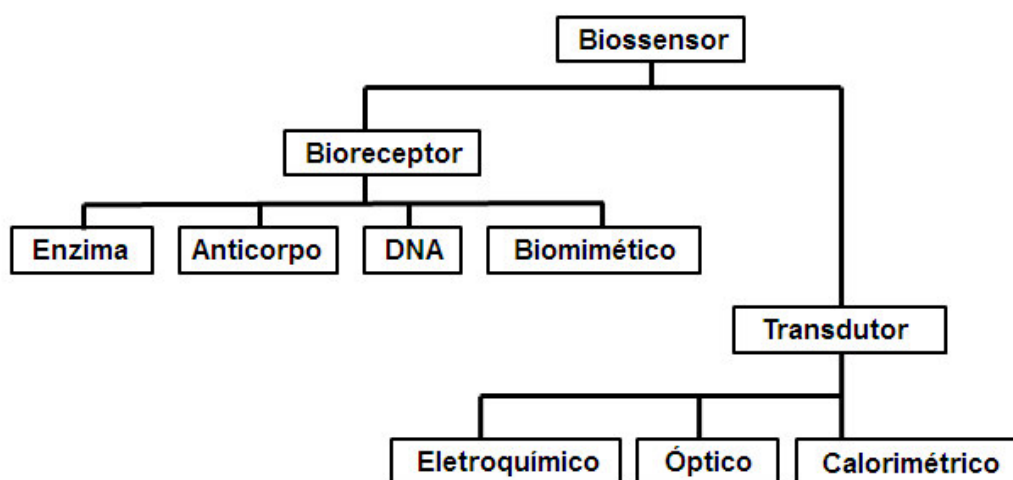 Biossensor
Bioreceptor
Enzima
Anticorpo
DNA
Biomimético
Transdutor
Eletroquímico
Óptico
Calorimétrico